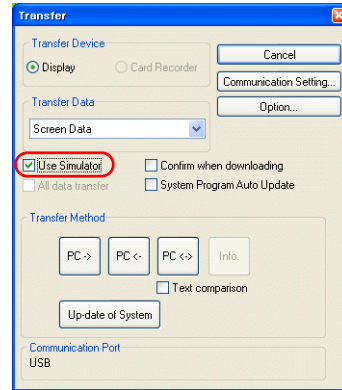 Transfer
Transfer Device
Display
Card Recorder
Cancel
Communication Setting...
Option...
Transfer Data
Screen Data
Use Simulator
Confirm when downloading
All data transfer
System Program Auto Update
Transfer Method
PC ->
PC <-
PC <->
Info.
Text comparison
Up-date of System
Communication Port
USB